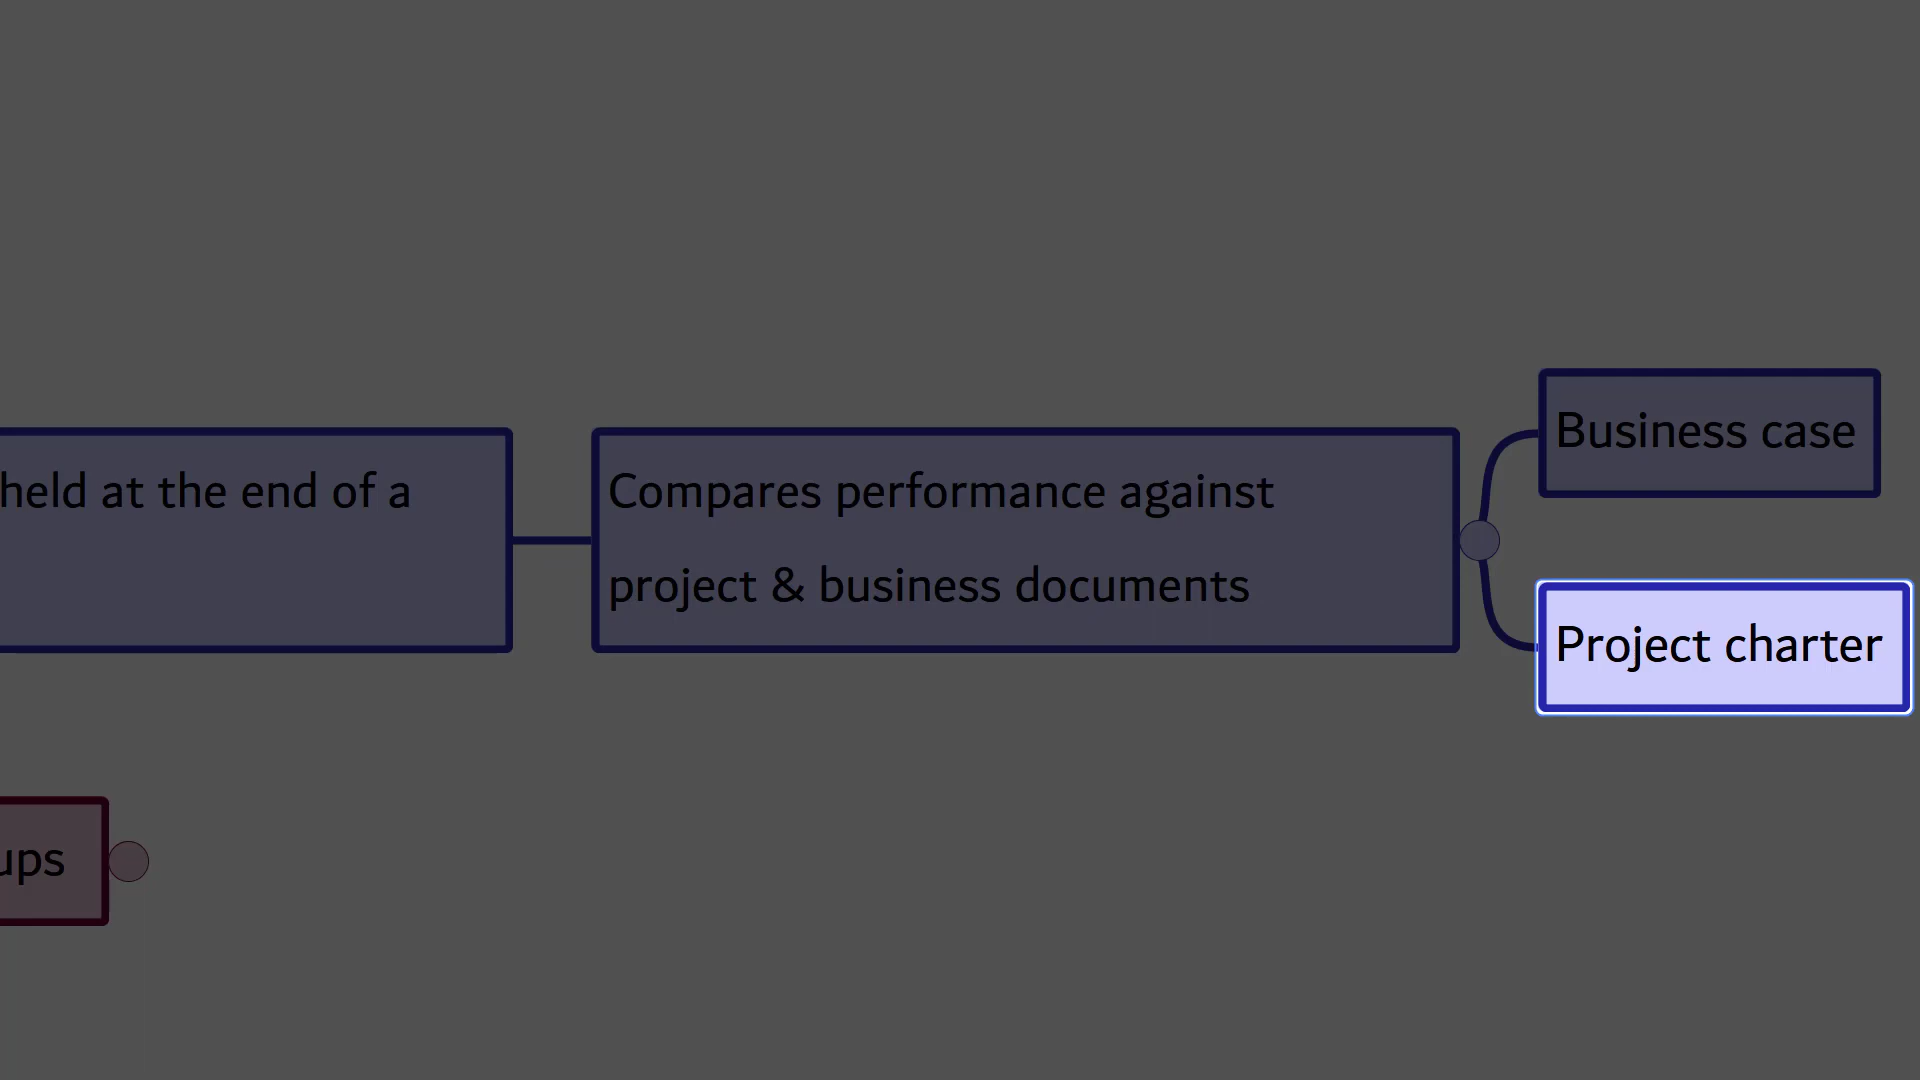 held at the end of a
Compares performance against
project & business documents
Business case
Project charter
ups